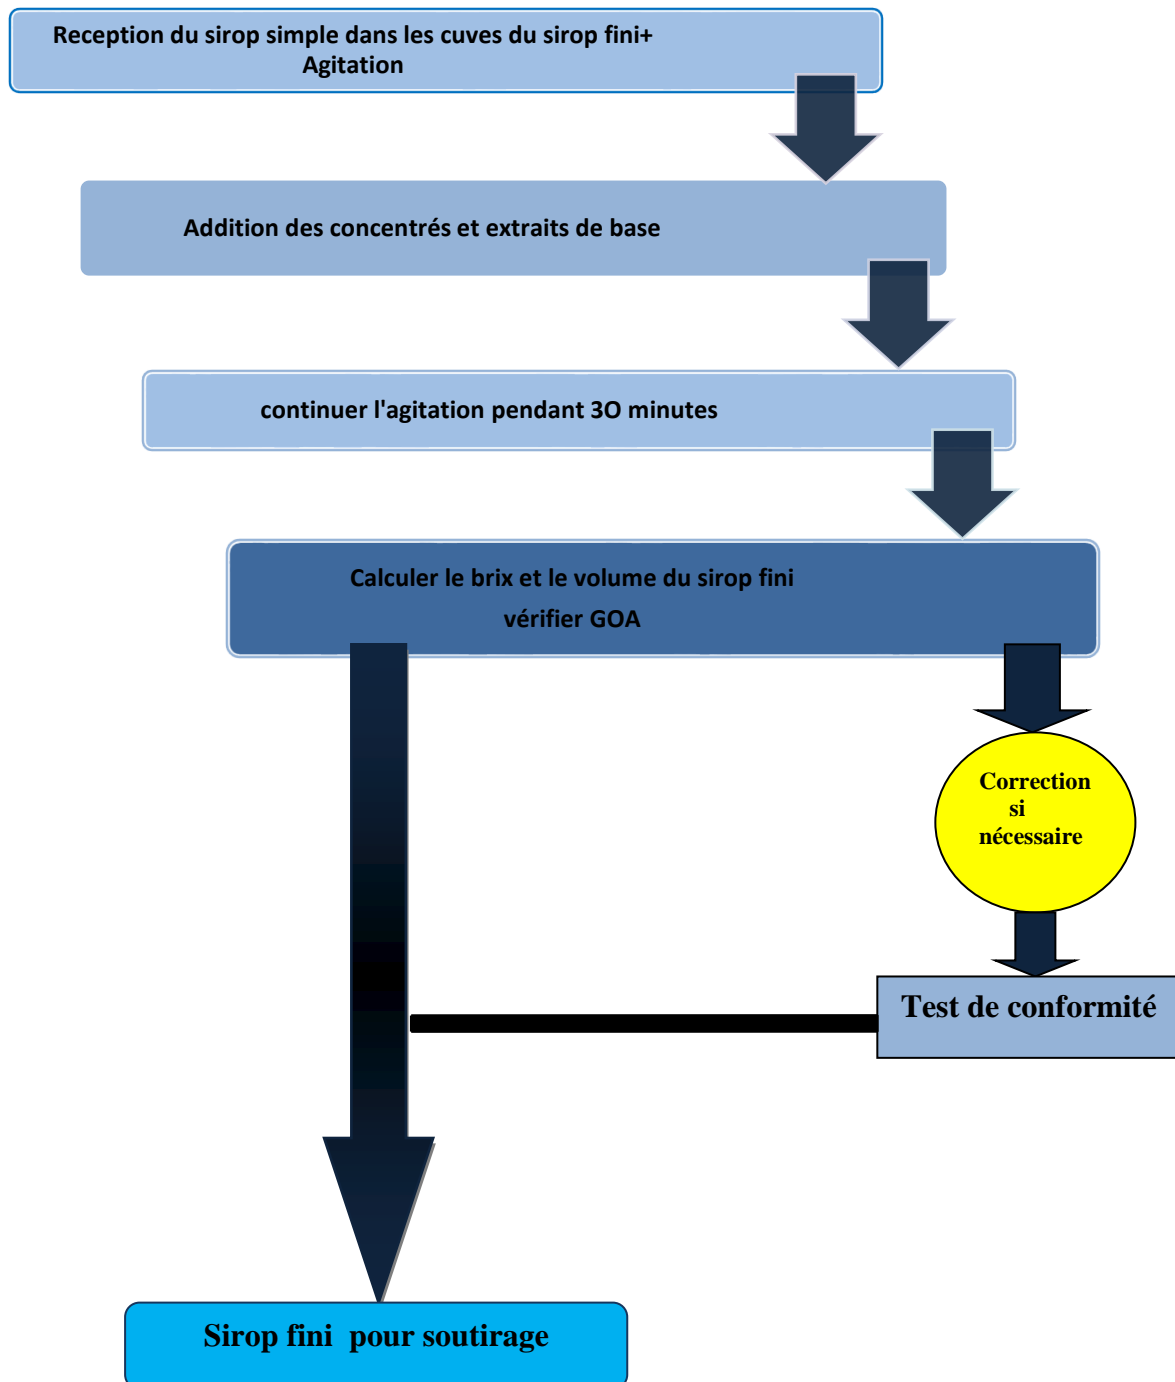 Reception du sirop simple dans les cuves du sirop fini+
Agitation
Addition des concentrés et extraits de base
continuer l'agitation pendant 3O minutes
Calculer le brix et le volume du sirop fini
vérifier GOA
Correction
si
nécessaire
Test de conformité
Sirop fini pour soutirage